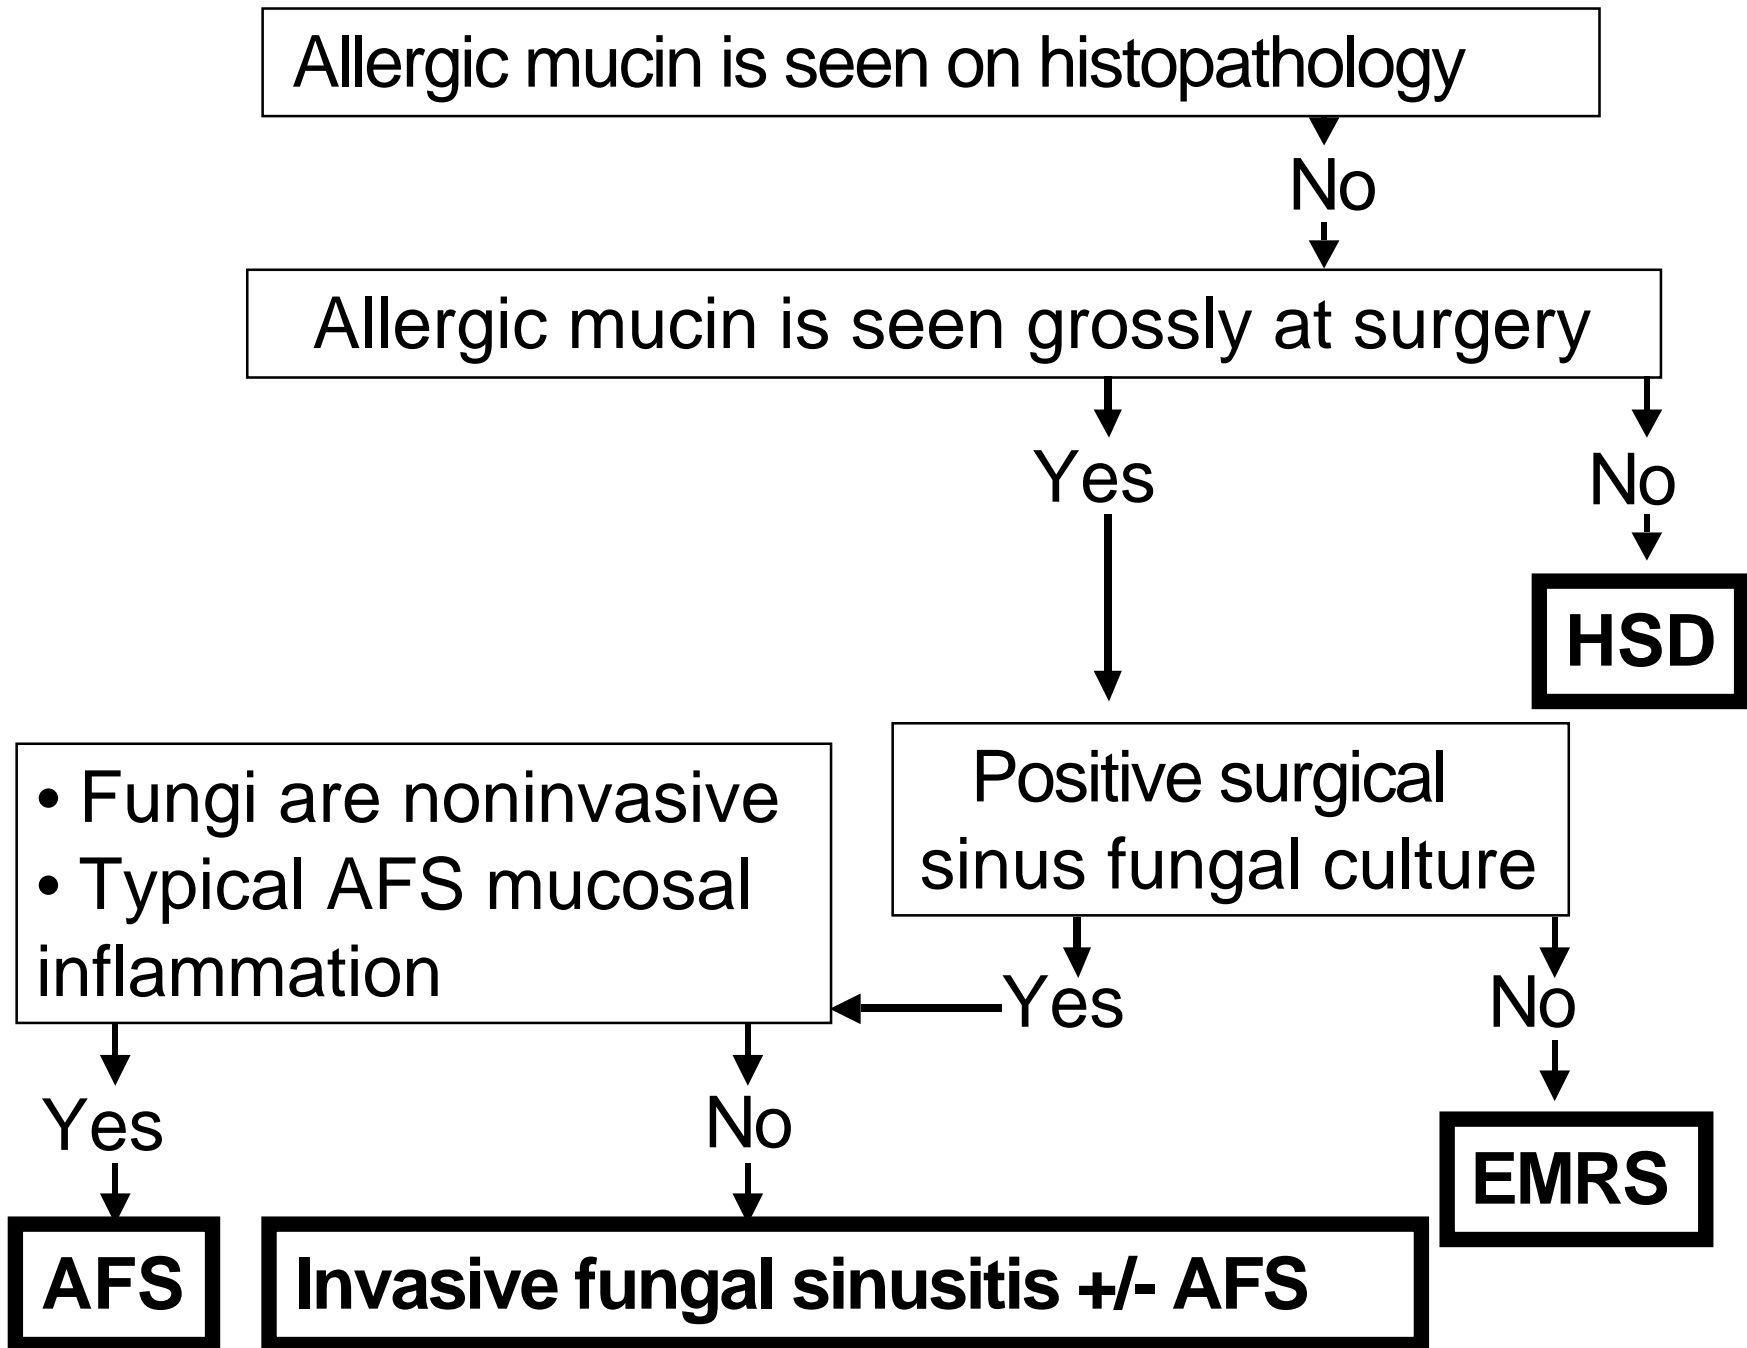 Allergic mucin is seen on histopathology
No
Allergic mucin is seen grossly at surgery
Yes
No
HSD
Positive surgical
sinus fungal culture
• Fungi are noninvasive
• Typical AFS mucosal
inflammation
Yes
No
Yes
No
EMRS
AFS
Invasive fungal sinusitis +/- AFS